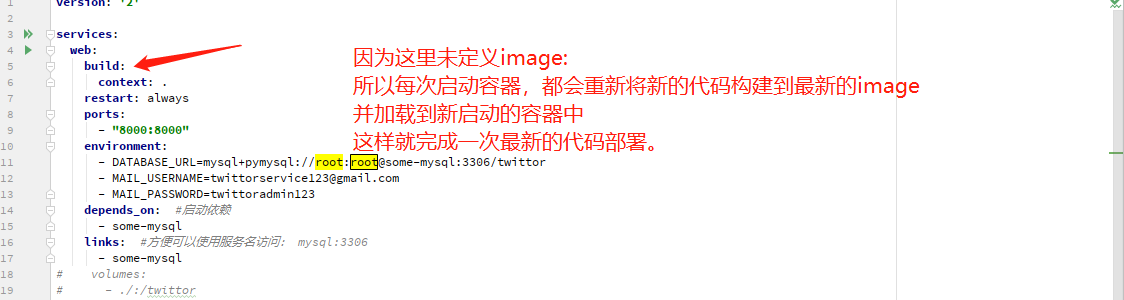 1 version: '2'
2
3 services:
4 web:
5 build:
6 context: .
7 restart: always
8 ports:
9 - "8000:8000"
10 environment:
11 - DATABASE_URL=mysql+pymysql://root:root@some-mysql:3306/twittor
12 - MAIL_USERNAME=twittorservice123@gmail.com
13 - MAIL_PASSWORD=twittoradmin123
14 depends_on: #启动依赖
15 - some-mysql
16 links: #方便可以使用服务名访问: mysql:3306
17 - some-mysql
18 # volumes:
19 # - ./:/twittor
因为这里未定义image:
所以每次启动容器，都会重新将新的代码构建到最新的image
并加载到新启动的容器中
这样就完成一次最新的代码部署。